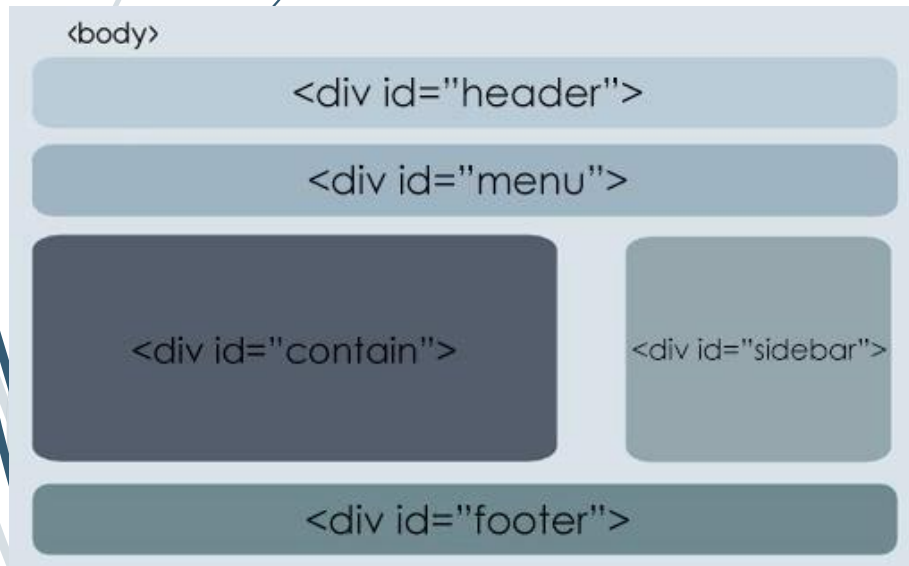 <body>
<div id=”header”>
<div id=”menu”>
<div id=”contain”>
<div id=”sidebar”>
<div id=”footer”>